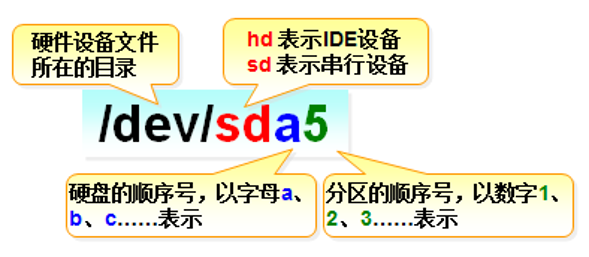 硬件设备文件
所在的目录
hd 表示IDE设备
sd 表示串行设备
/dev/sda5
硬盘的顺序号，以字母a、
b、c……表示
分区的顺序号，以数字1、
2、3……表示